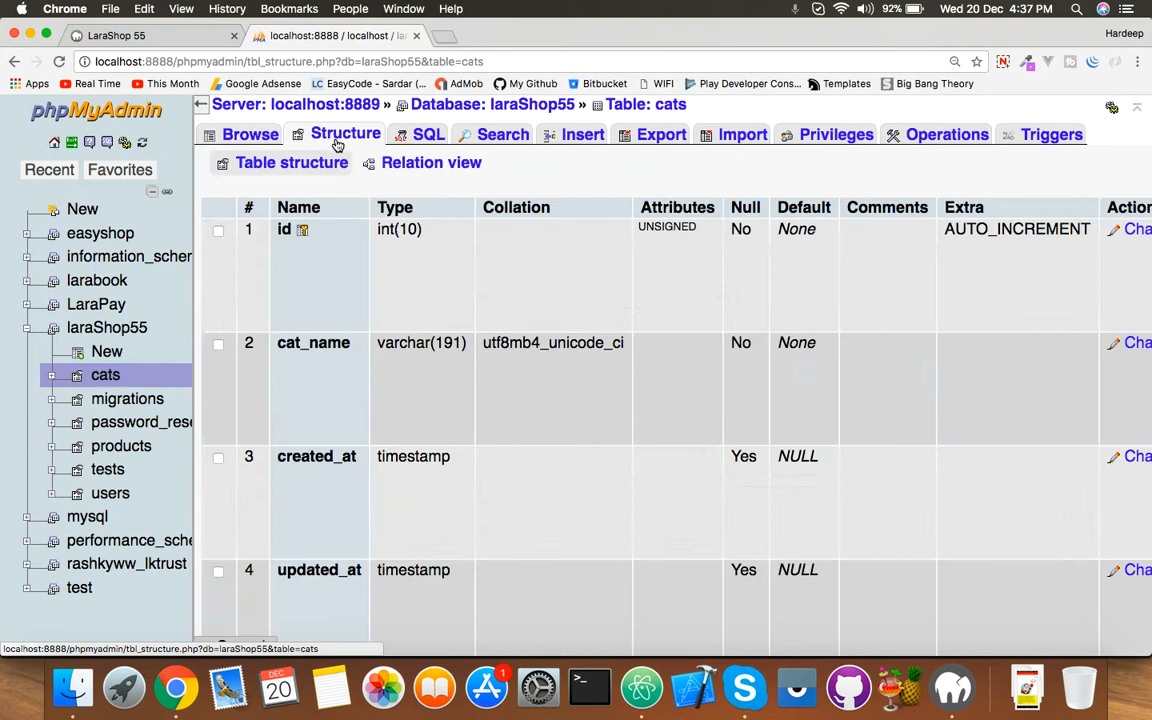 Chrome File Edit View History Bookmarks People Window Help 92% Wed 20 Dec 4:37 PM
LaraShop 55 localhost:8888 / localhost / la Hardeep
localhost:8888/phpmyadmin/tbl_structure.php?db=laraShop55&table=cats
Apps Real Time This Month Google Adsense LC EasyCode - Sardar (... AdMob My Github Bitbucket WIFI Play Developer Cons... Templates Big Bang Theory
phpMyAdmin
Recent Favorites
New
easyshop
information_scher
larabook
LaraPay
laraShop55
New
cats
migrations
password_rese
products
tests
users
mysql
performance_sche
rashkyww_lktrust
test
Server: localhost:8889 » Database: laraShop55 » Table: cats
Browse Structure SQL Search Insert Export Import Privileges Operations Triggers
Table structure Relation view
# Name Type Collation Attributes Null Default Comments Extra Action
1 id int(10) UNSIGNED No None AUTO_INCREMENT Cha
2 cat_name varchar(191) utf8mb4_unicode_ci No None Cha
3 created_at timestamp Yes NULL Cha
4 updated_at timestamp Yes NULL Cha
localhost:8888/phpmyadmin/tbl_structure.php?db=laraShop55&table=cats
DEC
20
1